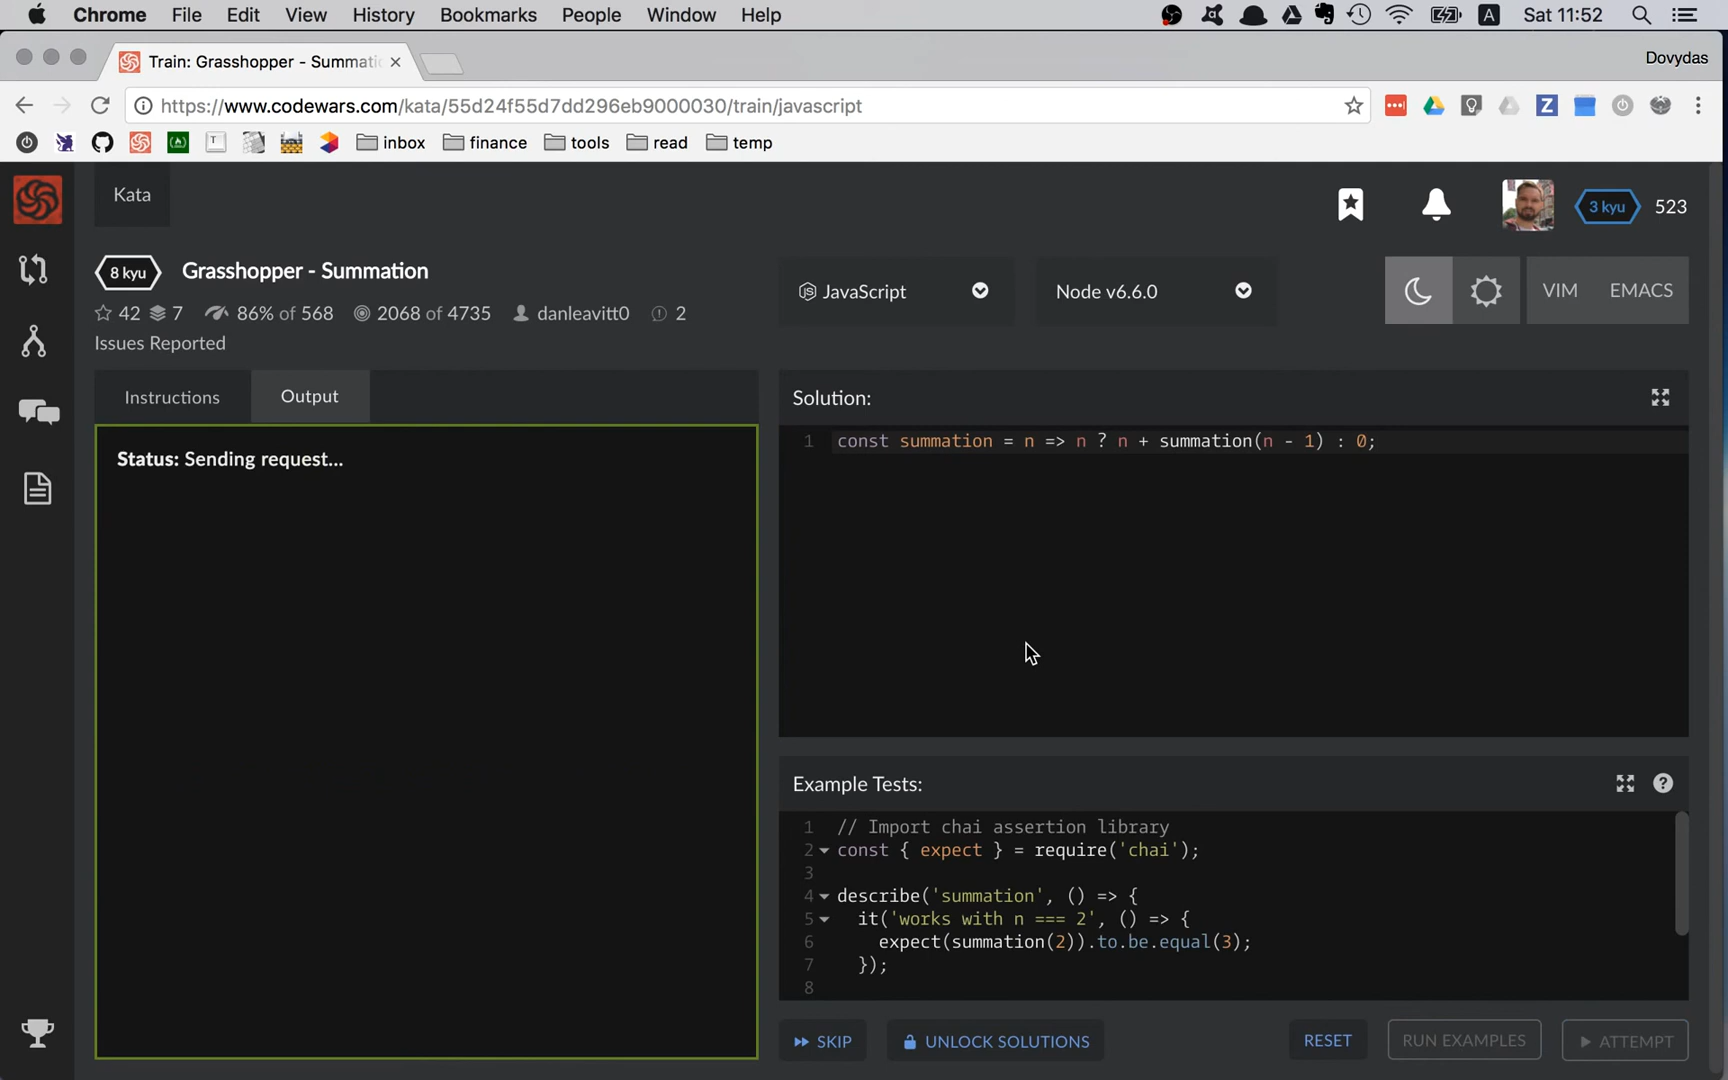 Chrome File Edit View History Bookmarks People Window Help A Sat 11:52
Train: Grasshopper - Summati Dovydas
https://www.codewars.com/kata/55d24f55d7dd296eb9000030/train/javascript
inbox finance tools read temp
Kata
3 kyu 523
8 kyu Grasshopper - Summation
JavaScript Node v6.6.0 VIM EMACS
42 7 86% of 568 2068 of 4735 danleavitt0 2
Issues Reported
Instructions Output
Status: Sending request...
Solution:
1 const summation = n => n ? n + summation(n - 1) : 0;
Example Tests:
1 // Import chai assertion library
2 const { expect } = require('chai');
3
4 describe('summation', () => {
5 it('works with n === 2', () => {
6 expect(summation(2)).to.be.equal(3);
7 });
8
SKIP UNLOCK SOLUTIONS RESET RUN EXAMPLES ATTEMPT